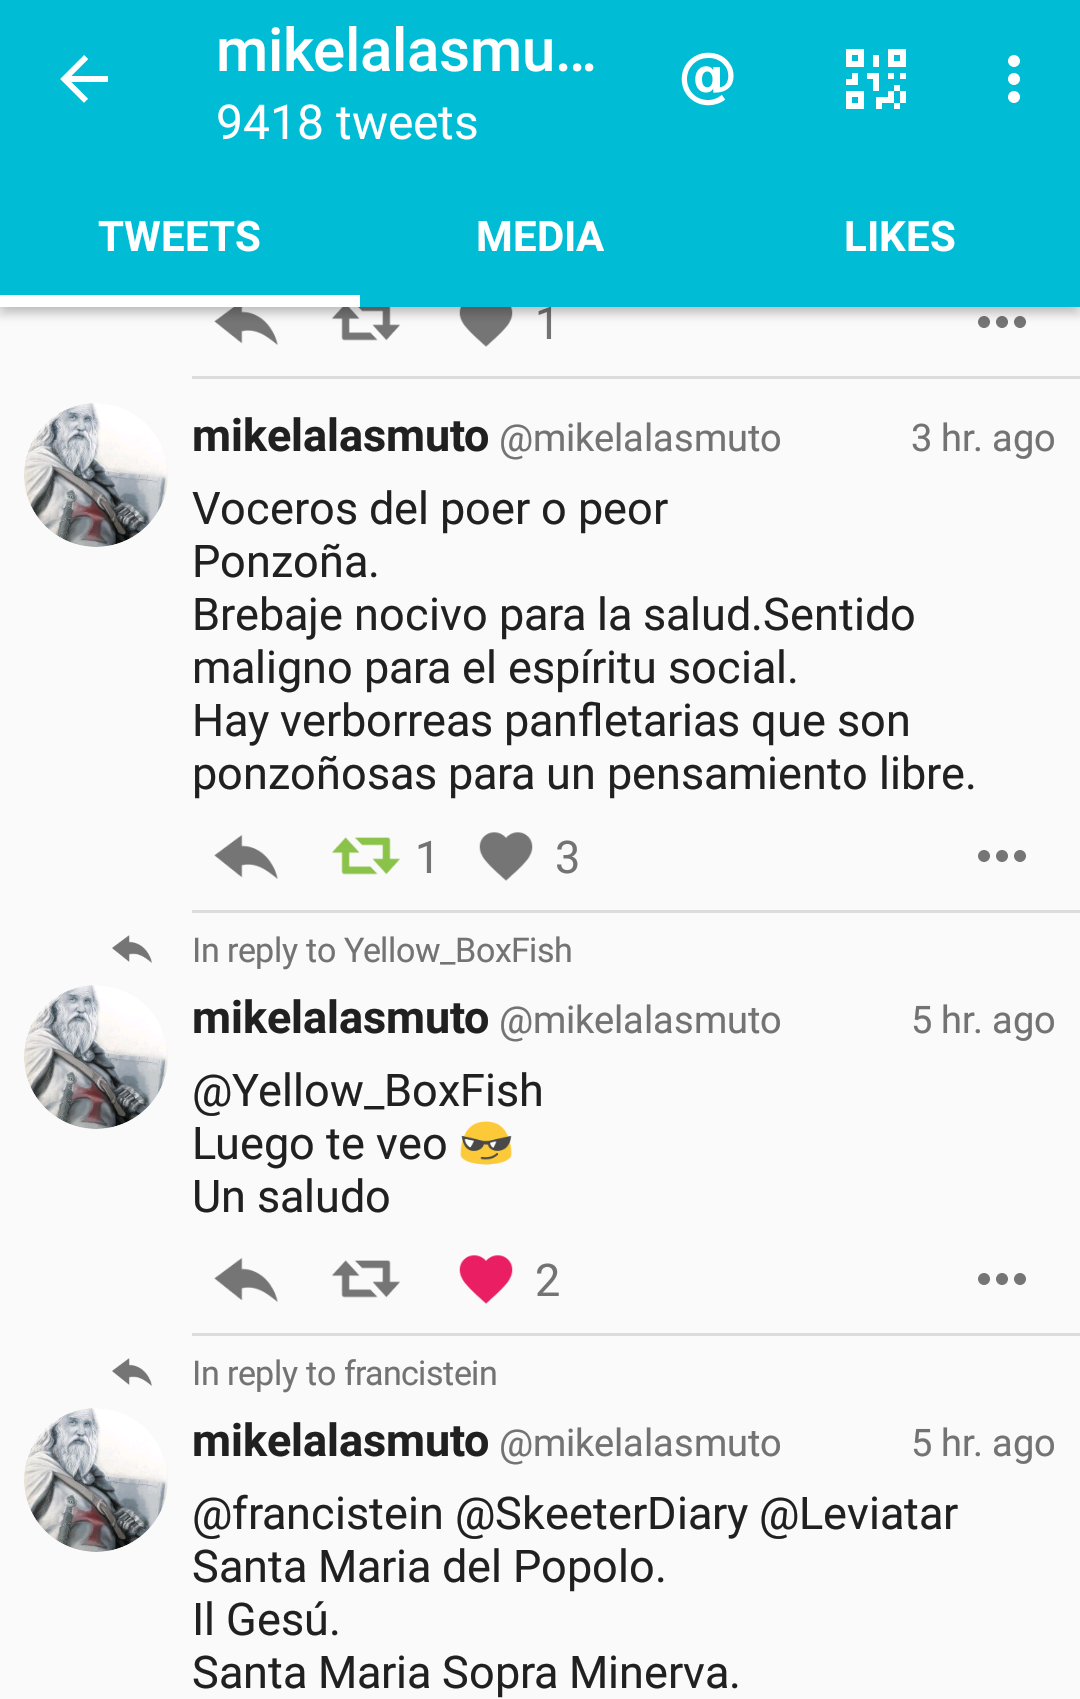 mikelalasmu...
9418 tweets
TWEETS
MEDIA
LIKES
1
mikelalasmuto @mikelalasmuto 3 hr. ago
Voceros del poer o peor
Ponzoña.
Brebaje nocivo para la salud.Sentido
maligno para el espíritu social.
Hay verborreas panfletarias que son
ponzoñosas para un pensamiento libre.
1 3
In reply to Yellow_BoxFish
mikelalasmuto @mikelalasmuto 5 hr. ago
@Yellow_BoxFish
Luego te veo 😎
Un saludo
2
In reply to francistein
mikelalasmuto @mikelalasmuto 5 hr. ago
@francistein @SkeeterDiary @Leviatar
Santa Maria del Popolo.
Il Gesú.
Santa Maria Sopra Minerva.